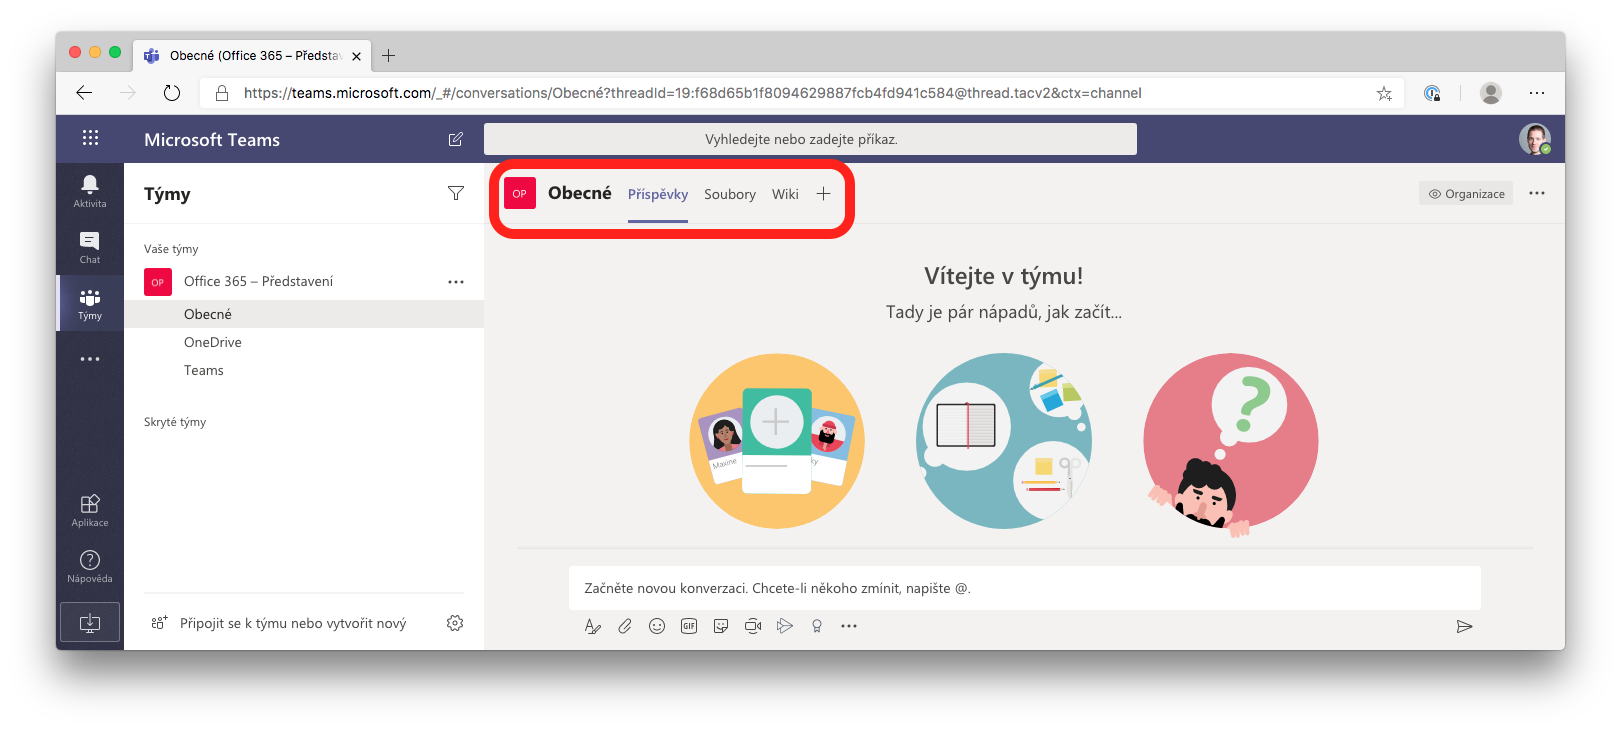 Obecné (Office 365 – Předsta
https://teams.microsoft.com/_#/conversations/Obecné?threadId=19:f68d65b1f8094629887fcb4fd941c584@thread.tacv2&ctx=channel
Microsoft Teams
Vyhledejte nebo zadejte příkaz.
Aktivita
Chat
Týmy
Aplikace
Nápověda
Týmy
Vaše týmy
OP
Office 365 – Představení
Obecné
OneDrive
Teams
Skryté týmy
Připojit se k týmu nebo vytvořit nový
OP Obecné Příspěvky Soubory Wiki
Organizace
Vítejte v týmu!
Tady je pár nápadů, jak začít...
Maxine
ky
Začněte novou konverzaci. Chcete-li někoho zmínit, napište @.
GIF